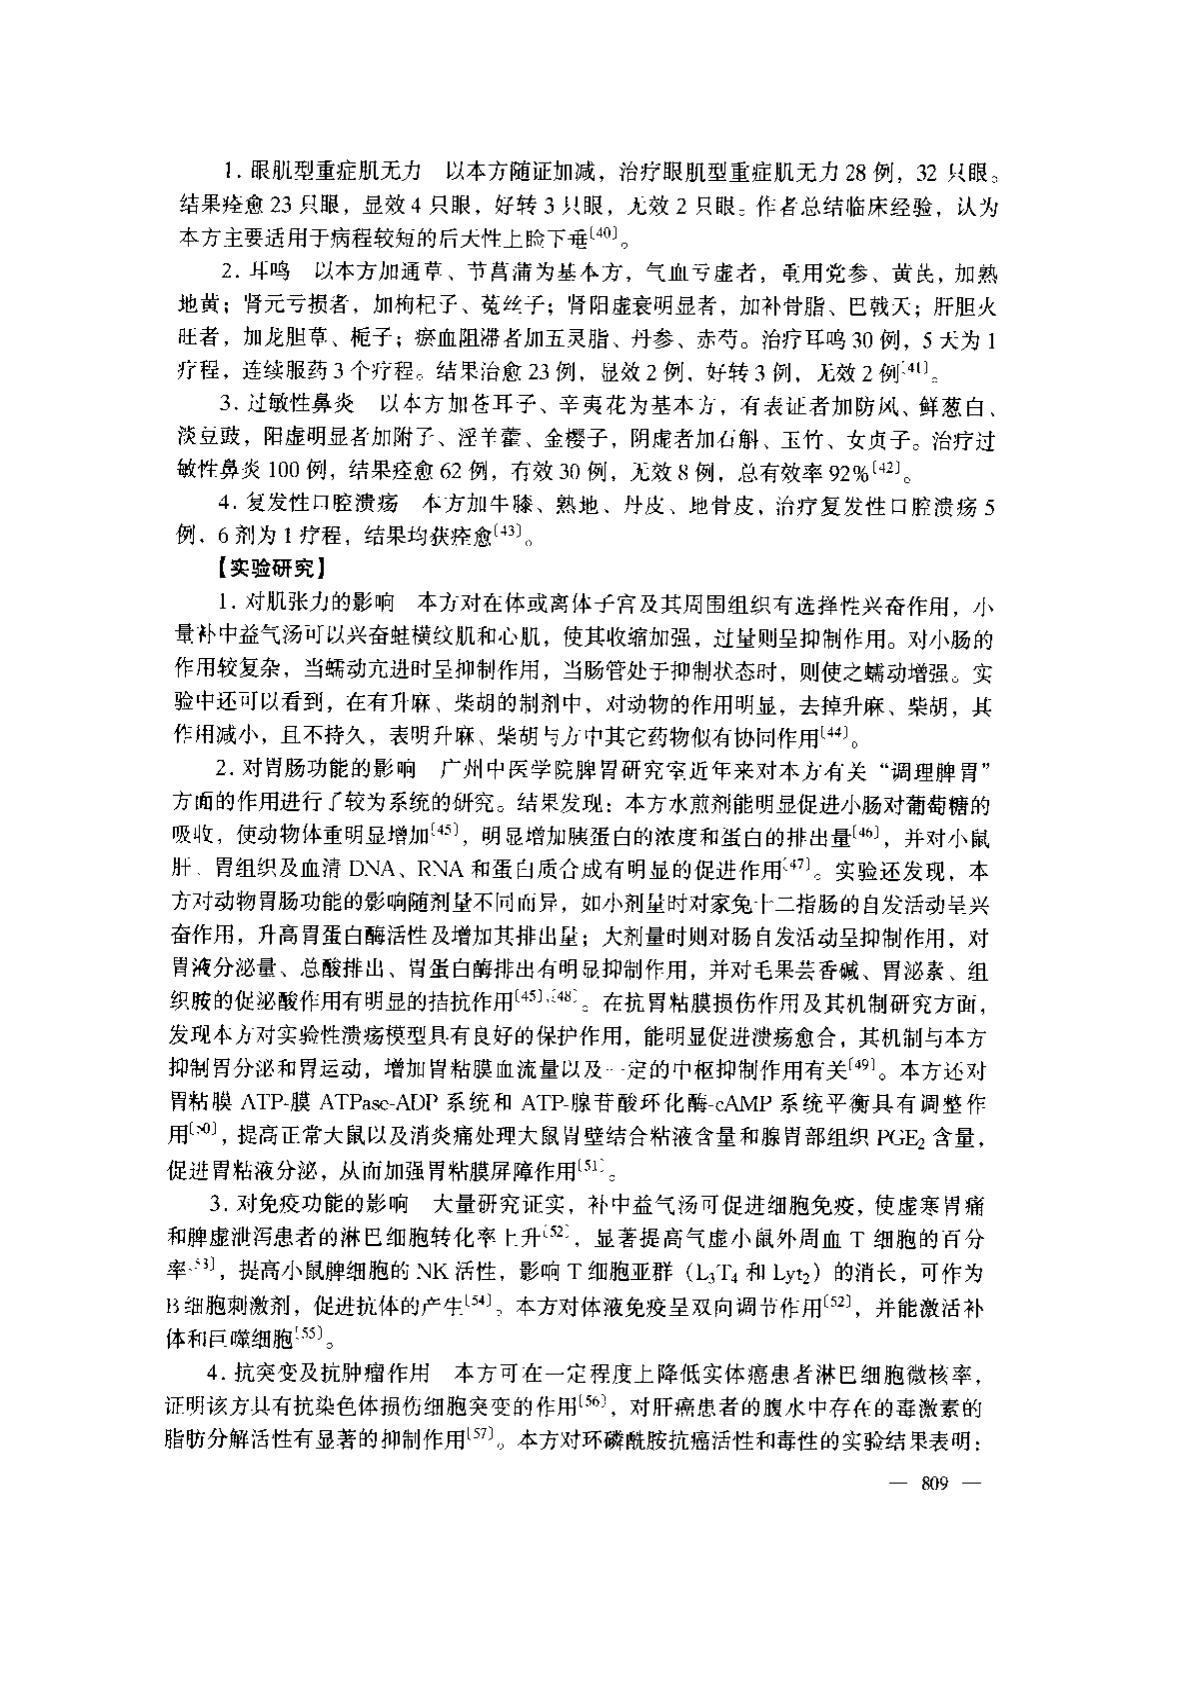 1. 眼肌型重症肌无力　以本方随证加减，治疗眼肌型重症肌无力 28 例，32 只眼。
结果痊愈 23 只眼，显效 4 只眼，好转 3 只眼，无效 2 只眼。作者总结临床经验，认为
本方主要适用于病程较短的后天性上睑下垂〔40〕。
2. 耳鸣　以本方加通草、节菖蒲为基本方，气血亏虚者，重用党参、黄芪，加熟
地黄；肾元亏损者，加枸杞子、菟丝子；肾阳虚衰明显者，加补骨脂、巴戟天；肝胆火
旺者，加龙胆草、栀子；瘀血阻滞者加五灵脂、丹参、赤芍。治疗耳鸣 30 例，5 天为 1
疗程，连续服药 3 个疗程。结果治愈 23 例，显效 2 例，好转 3 例，无效 2 例〔41〕。
3. 过敏性鼻炎　以本方加苍耳子、辛夷花为基本方，有表证者加防风、鲜葱白、
淡豆豉，阳虚明显者加附子、淫羊藿、金樱子，阴虚者加石斛、玉竹、女贞子。治疗过
敏性鼻炎 100 例，结果痊愈 62 例，有效 30 例，无效 8 例，总有效率 92%〔42〕。
4. 复发性口腔溃疡　本方加牛膝、熟地、丹皮、地骨皮，治疗复发性口腔溃疡 5
例，6 剂为 1 疗程，结果均获痊愈〔43〕。
【实验研究】
1. 对肌张力的影响　本方对在体或离体子宫及其周围组织有选择性兴奋作用，小
量补中益气汤可以兴奋蛙横纹肌和心肌，使其收缩加强，过量则呈抑制作用。对小肠的
作用较复杂，当蠕动亢进时呈抑制作用，当肠管处于抑制状态时，则使之蠕动增强。实
验中还可以看到，在有升麻、柴胡的制剂中，对动物的作用明显，去掉升麻、柴胡，其
作用减小，且不持久，表明升麻、柴胡与方中其它药物似有协同作用〔44〕。
2. 对胃肠功能的影响　广州中医学院脾胃研究室近年来对本方有关“调理脾胃”
方面的作用进行了较为系统的研究。结果发现：本方水煎剂能明显促进小肠对葡萄糖的
吸收，使动物体重明显增加〔45〕，明显增加胰蛋白的浓度和蛋白的排出量〔46〕，并对小鼠
肝、胃组织及血清 DNA、RNA 和蛋白质合成有明显的促进作用〔47〕。实验还发现，本
方对动物胃肠功能的影响随剂量不同而异，如小剂量时对家兔十二指肠的自发活动呈兴
奋作用，升高胃蛋白酶活性及增加其排出量；大剂量时则对肠自发活动呈抑制作用，对
胃液分泌量、总酸排出、胃蛋白酶排出有明显抑制作用，并对毛果芸香碱、胃泌素、组
织胺的促泌酸作用有明显的拮抗作用〔45〕,〔48〕。在抗胃粘膜损伤作用及其机制研究方面，
发现本方对实验性溃疡模型具有良好的保护作用，能明显促进溃疡愈合，其机制与本方
抑制胃分泌和胃运动，增加胃粘膜血流量以及一定的中枢抑制作用有关〔49〕。本方还对
胃粘膜 ATP-膜 ATPase-ADP 系统和 ATP-腺苷酸环化酶-cAMP 系统平衡具有调整作
用〔50〕，提高正常大鼠以及消炎痛处理大鼠胃壁结合粘液含量和腺胃部组织 PGE₂ 含量，
促进胃粘液分泌，从而加强胃粘膜屏障作用〔51〕。
3. 对免疫功能的影响　大量研究证实，补中益气汤可促进细胞免疫，使虚寒胃痛
和脾虚泄泻患者的淋巴细胞转化率上升〔52〕，显著提高气虚小鼠外周血 T 细胞的百分
率〔53〕，提高小鼠脾细胞的 NK 活性，影响 T 细胞亚群（L₃T₄ 和 Lyt₂）的消长，可作为
B 细胞刺激剂，促进抗体的产生〔54〕。本方对体液免疫呈双向调节作用〔52〕，并能激活补
体和巨噬细胞〔55〕。
4. 抗突变及抗肿瘤作用　本方可在一定程度上降低实体癌患者淋巴细胞微核率，
证明该方具有抗染色体损伤细胞突变的作用〔56〕，对肝癌患者的腹水中存在的毒激素的
脂肪分解活性有显著的抑制作用〔57〕。本方对环磷酰胺抗癌活性和毒性的实验结果表明：
— 809 —